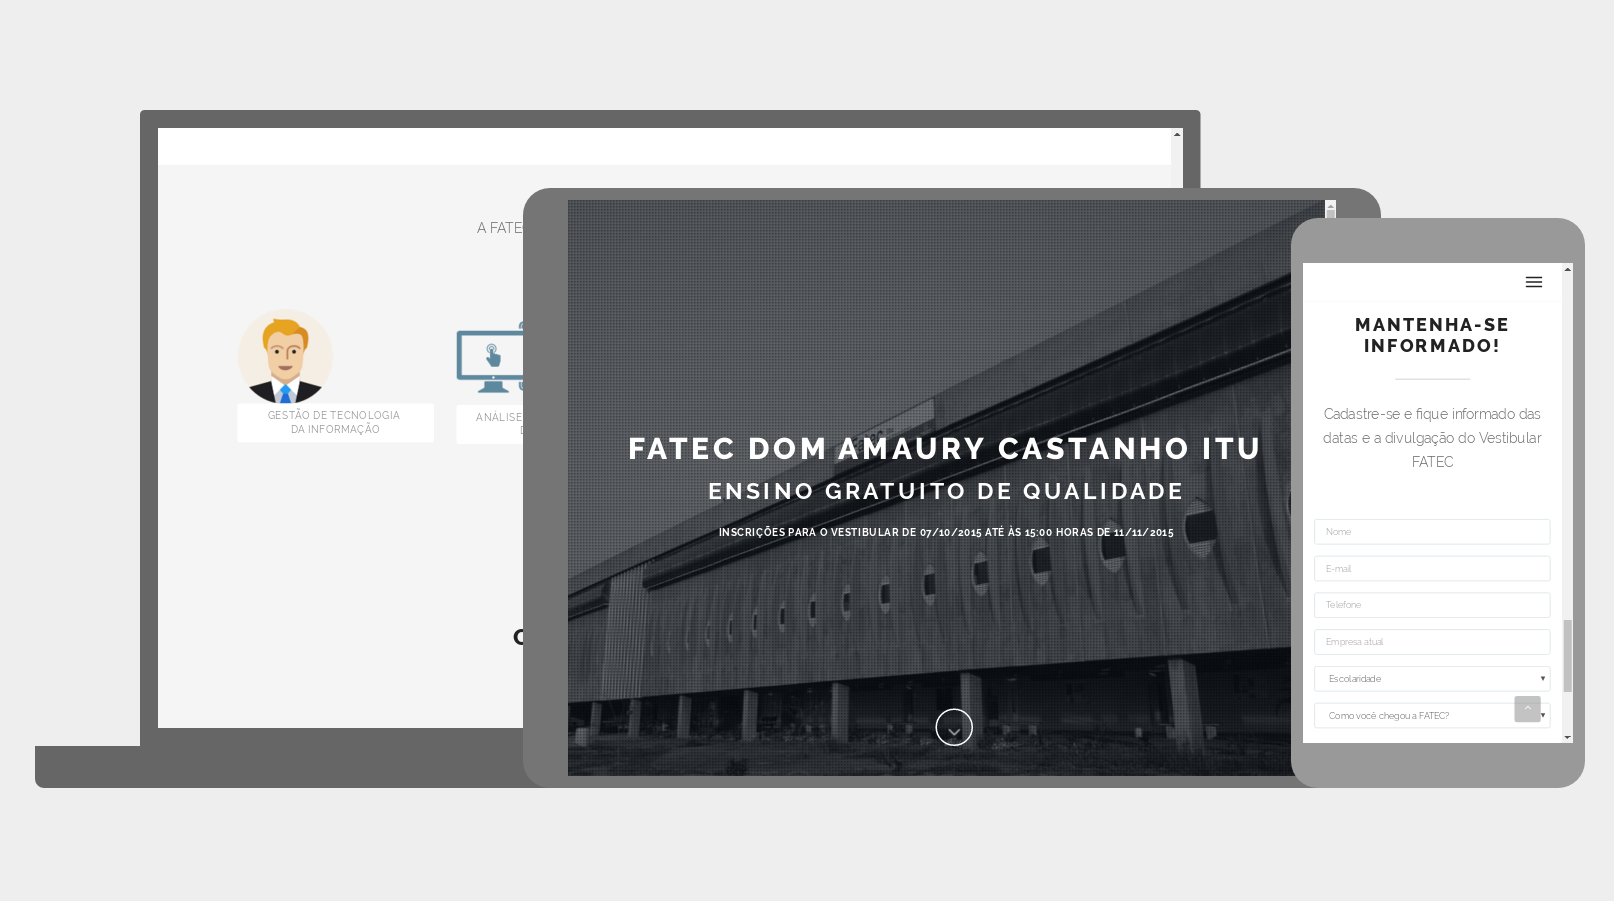 A FATEC
GESTÃO DE TECNOLOGIA
DA INFORMAÇÃO
ANÁLISE
FATEC DOM AMAURY CASTANHO ITU
ENSINO GRATUITO DE QUALIDADE
INSCRIÇÕES PARA O VESTIBULAR DE 07/10/2015 ATÉ ÀS 15:00 HORAS DE 11/11/2015
MANTENHA-SE
INFORMADO!
Cadastre-se e fique informado das
datas e a divulgação do Vestibular
FATEC
Nome
E-mail
Telefone
Empresa atual
Escolaridade
Como você chegou a FATEC?